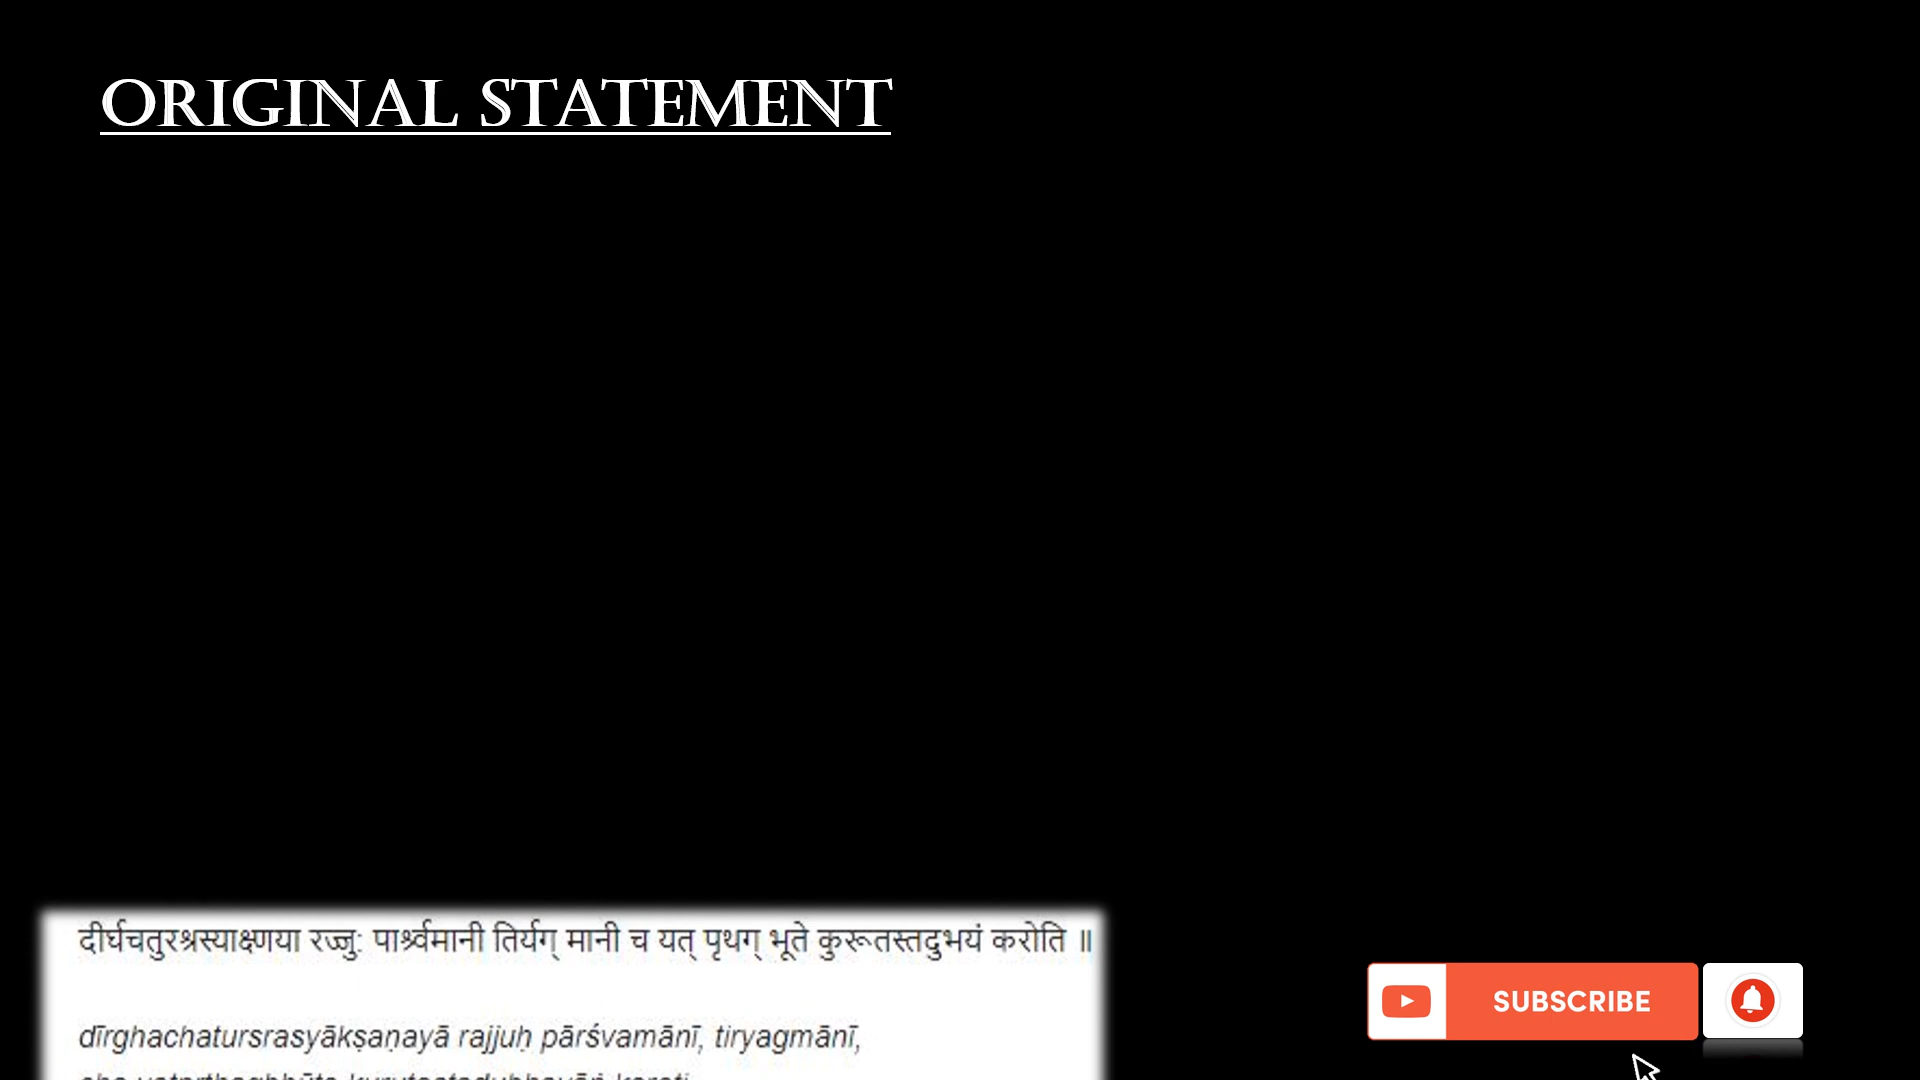 ORIGINAL STATEMENT
दीर्घचतुरश्रस्याक्ष्णया रज्जु: पार्श्र्वमानी तिर्यग् मानी च यत् पृथग् भूते कुरूतस्तदुभयं करोति ॥
dīrghachatursrasyākṣaṇayā rajjuḥ pārśvamānī, tiryagmānī,
SUBSCRIBE